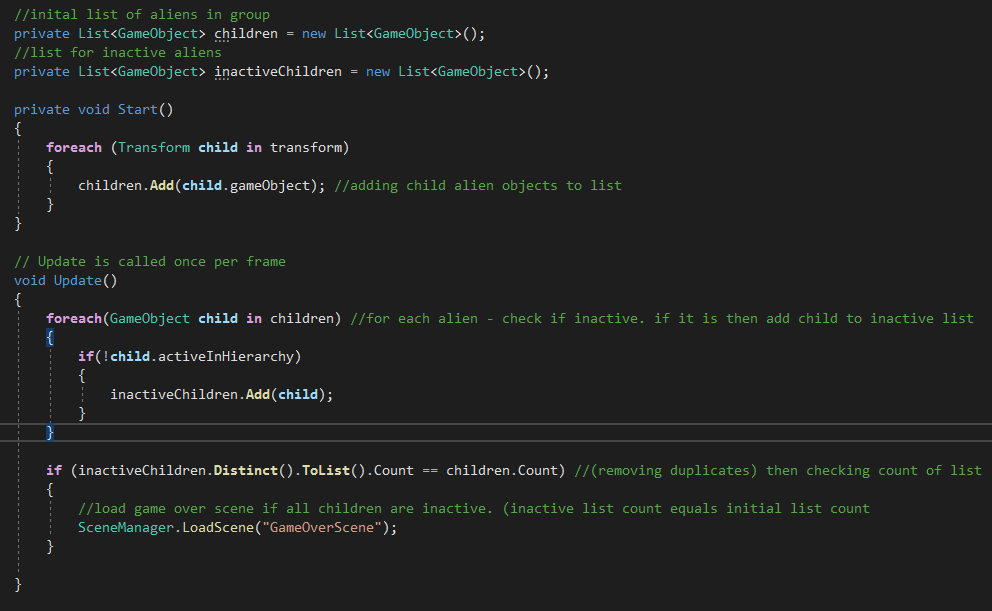 //inital list of aliens in group
private List<GameObject> children = new List<GameObject>();
//list for inactive aliens
private List<GameObject> inactiveChildren = new List<GameObject>();

private void Start()
{
    foreach (Transform child in transform)
    {
        children.Add(child.gameObject); //adding child alien objects to list
    }
}

// Update is called once per frame
void Update()
{
    foreach(GameObject child in children) //for each alien - check if inactive. if it is then add child to inactive list
    {
        if(!child.activeInHierarchy)
        {
            inactiveChildren.Add(child);
        }
    }

    if (inactiveChildren.Distinct().ToList().Count == children.Count) //(removing duplicates) then checking count of list
    {
        //load game over scene if all children are inactive. (inactive list count equals initial list count
        SceneManager.LoadScene("GameOverScene");
    }

}